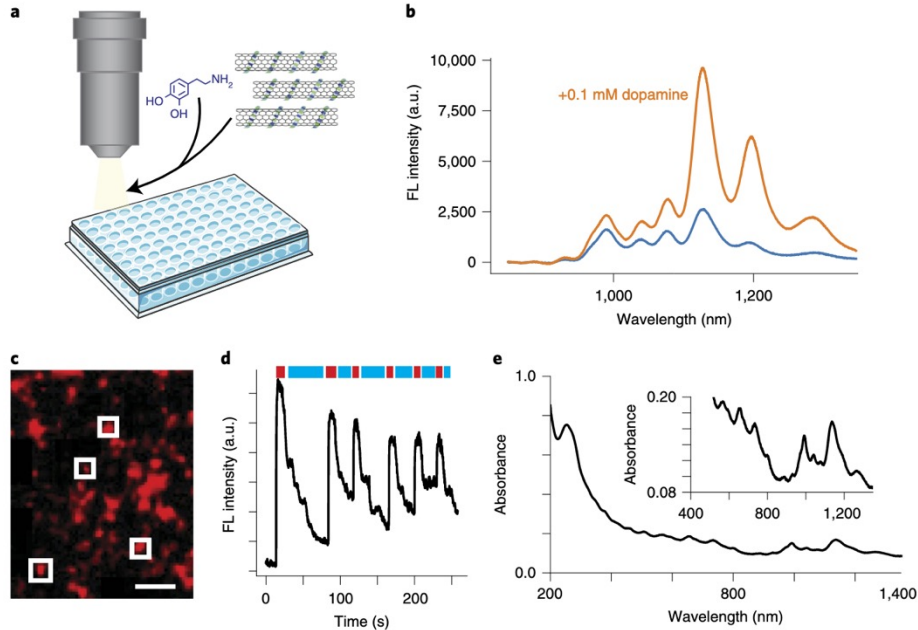 a
NH2
HO
OH
b
10,000
7,500
5,000
2,500
0
FL intensity (a.u.)
+0.1 mM dopamine
1,000
1,200
Wavelength (nm)
c
d
FL intensity (a.u.)
0
100
200
Time (s)
e
1.0
0.0
Absorbance
200
800
1,400
Wavelength (nm)
0.20
0.08
Absorbance
400
800
1,200